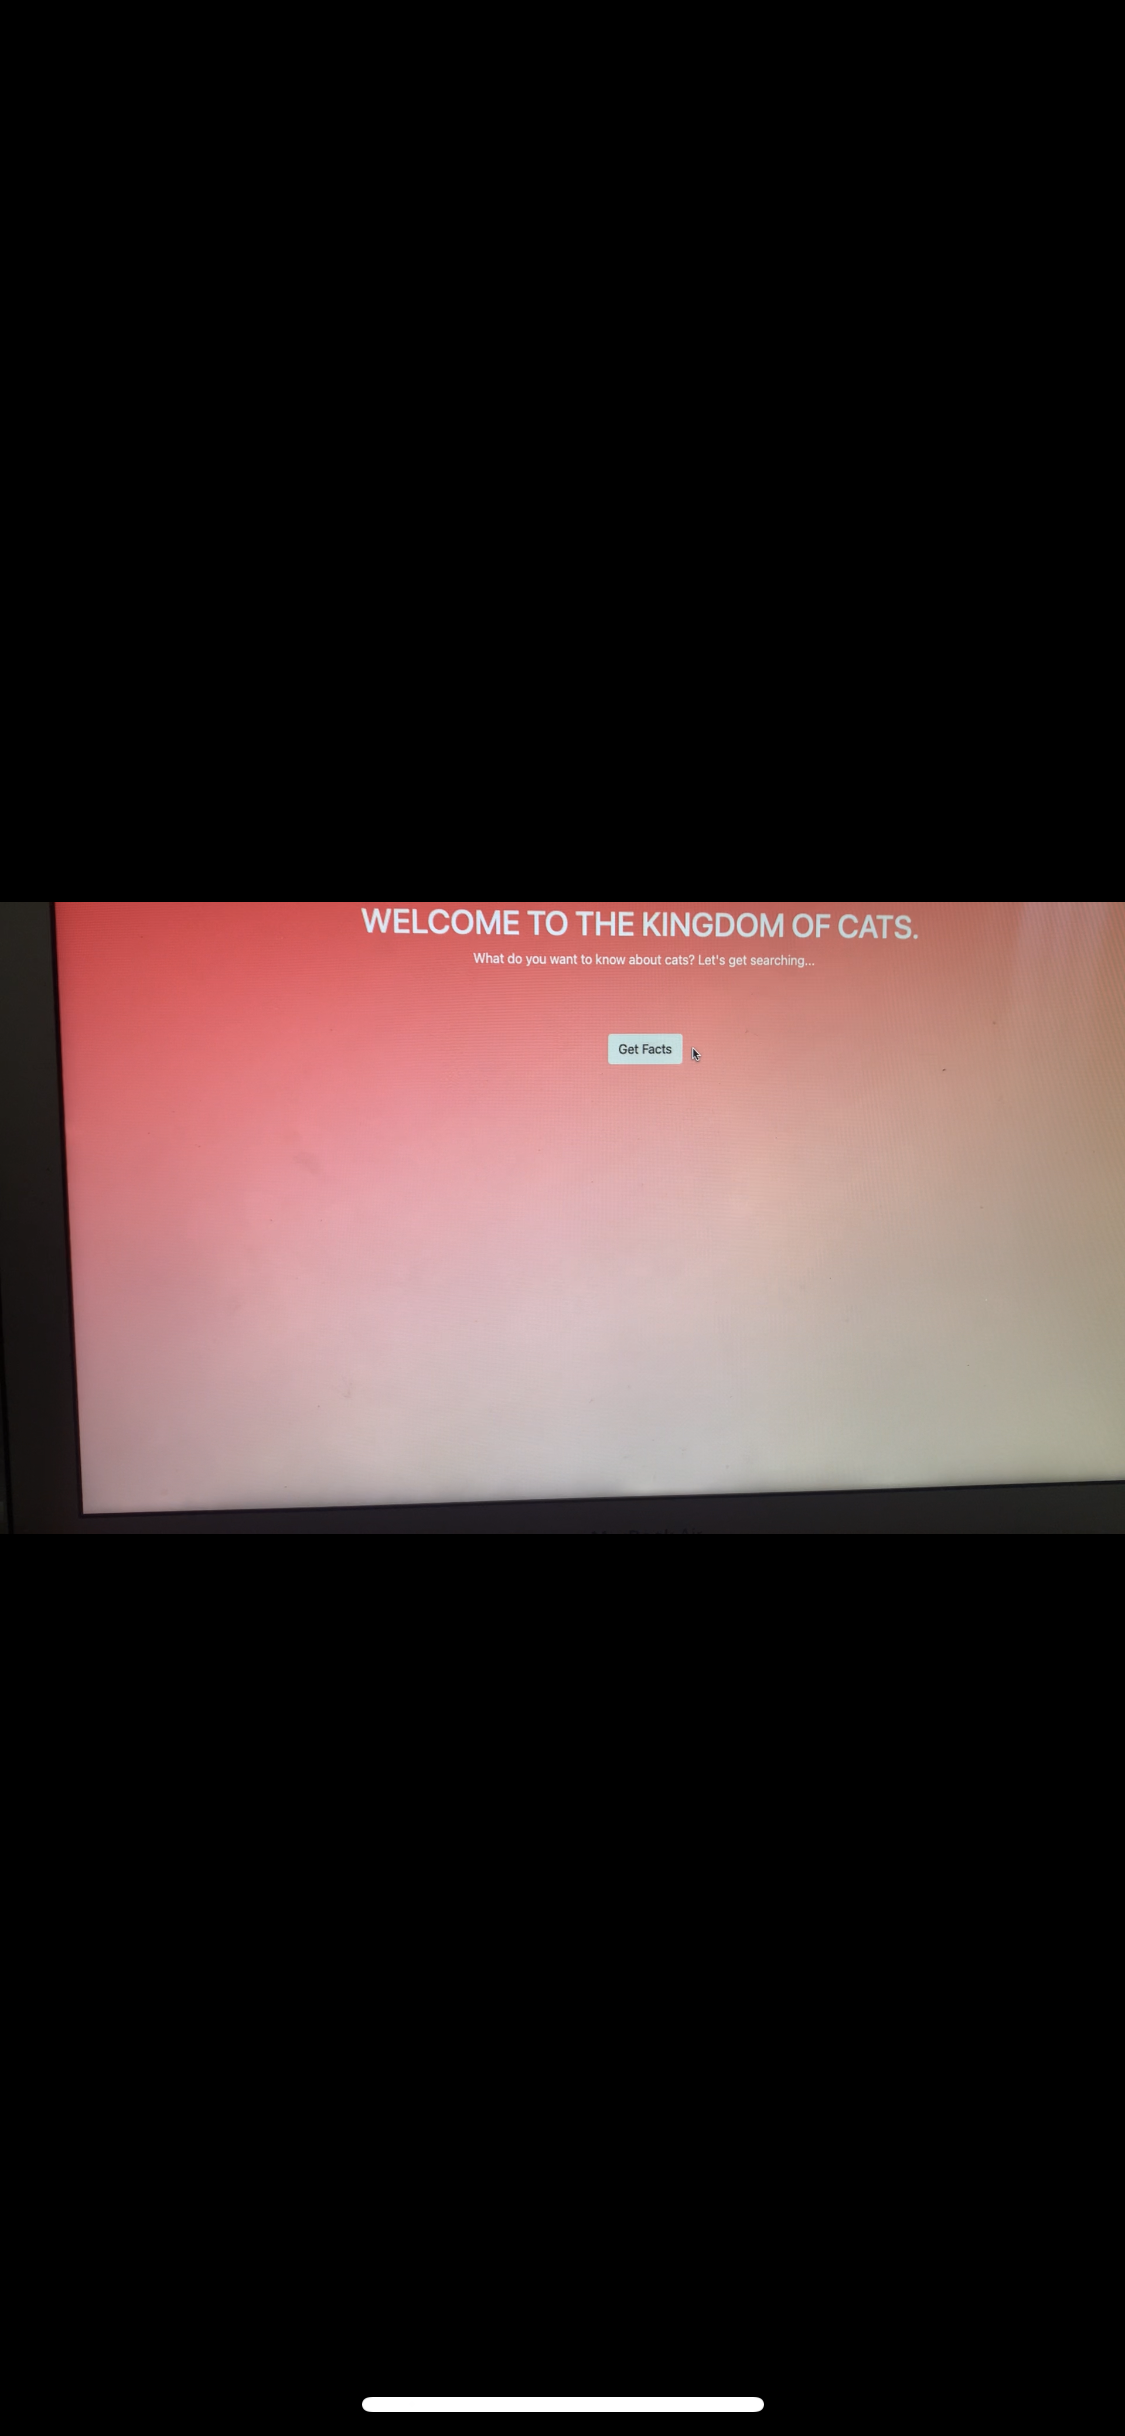 WELCOME TO THE KINGDOM OF CATS.
What do you want to know about cats? Let's get searching...
Get Facts